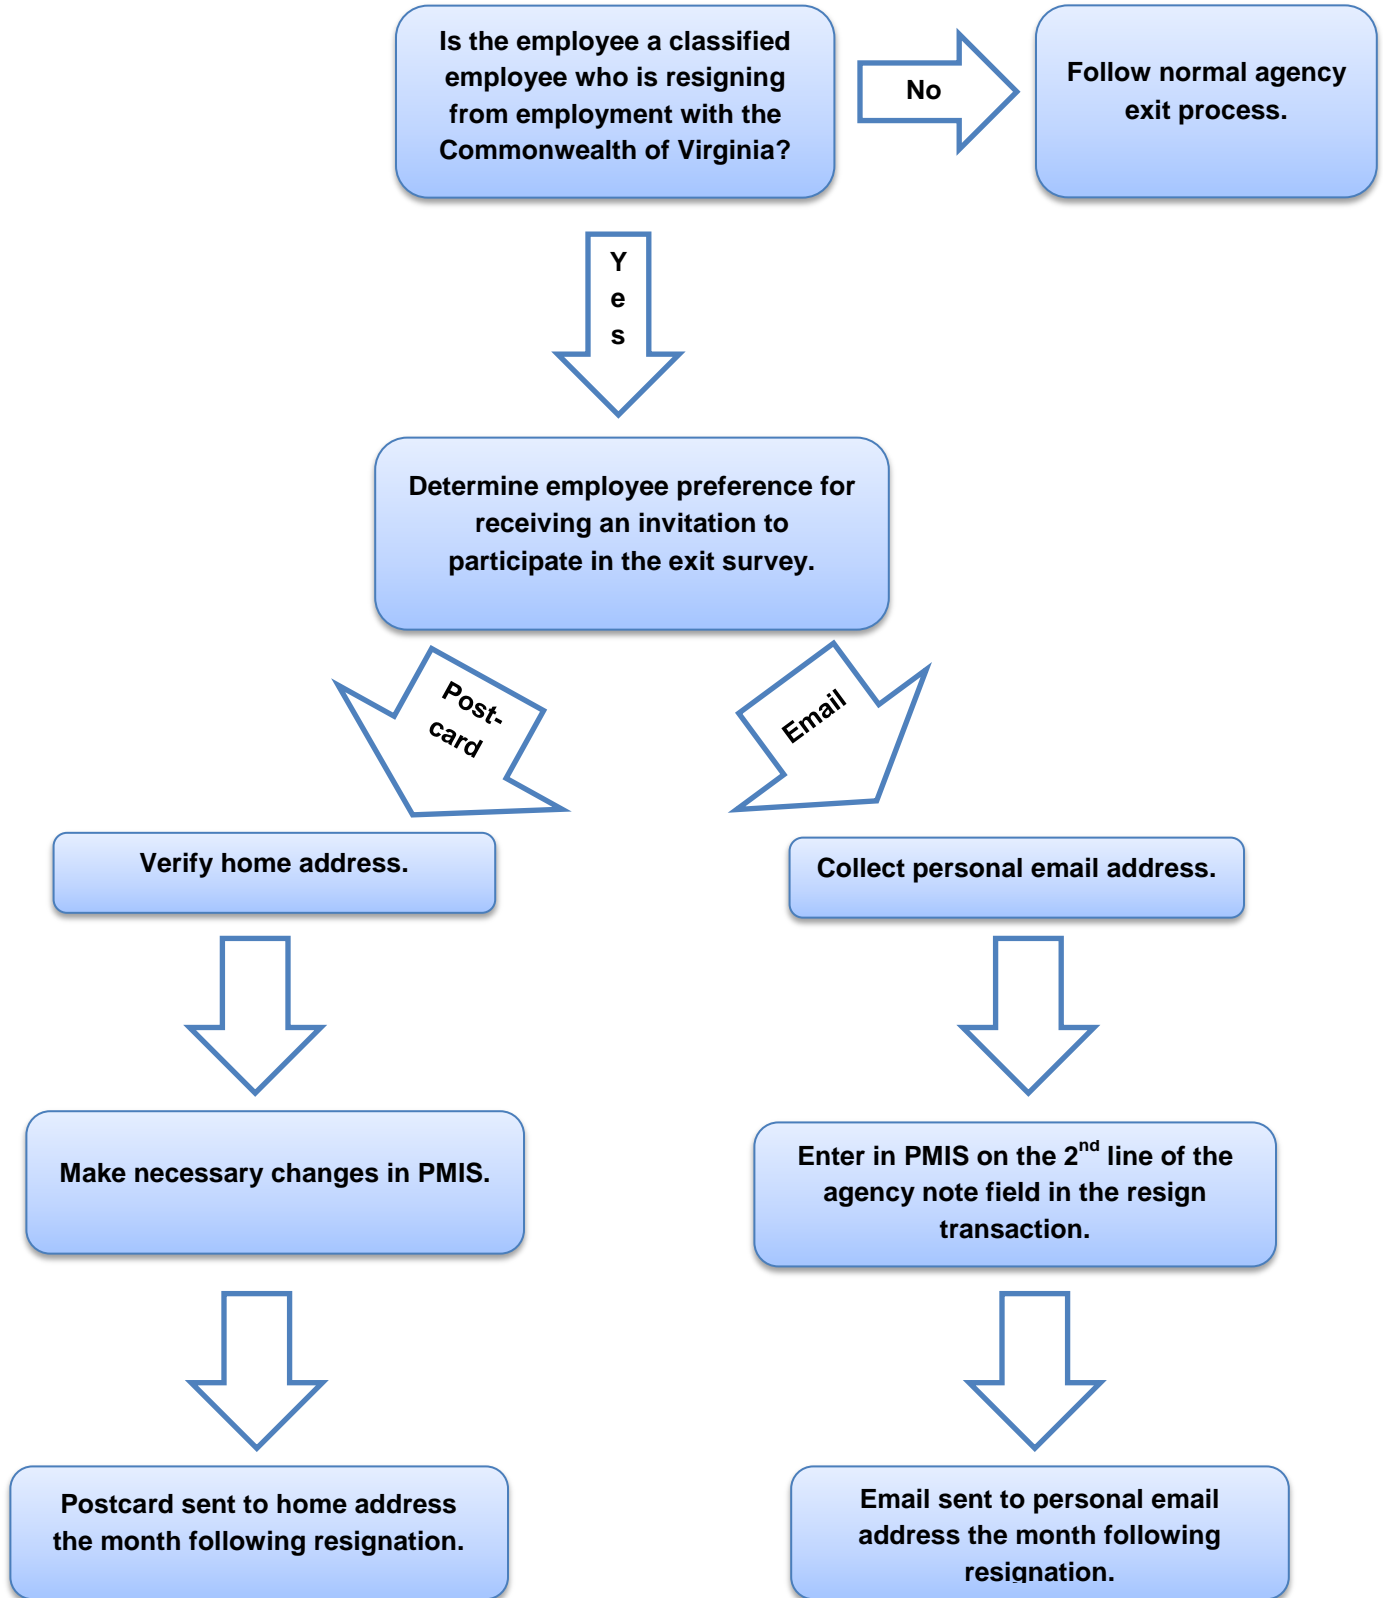 Is the employee a classified
employee who is resigning
from employment with the
Commonwealth of Virginia?
No
Follow normal agency
exit process.
Y
e
s
Determine employee preference for
receiving an invitation to
participate in the exit survey.
Post-
card
Email
Verify home address.
Collect personal email address.
Make necessary changes in PMIS.
Enter in PMIS on the 2nd line of the
agency note field in the resign
transaction.
Postcard sent to home address
the month following resignation.
Email sent to personal email
address the month following
resignation.